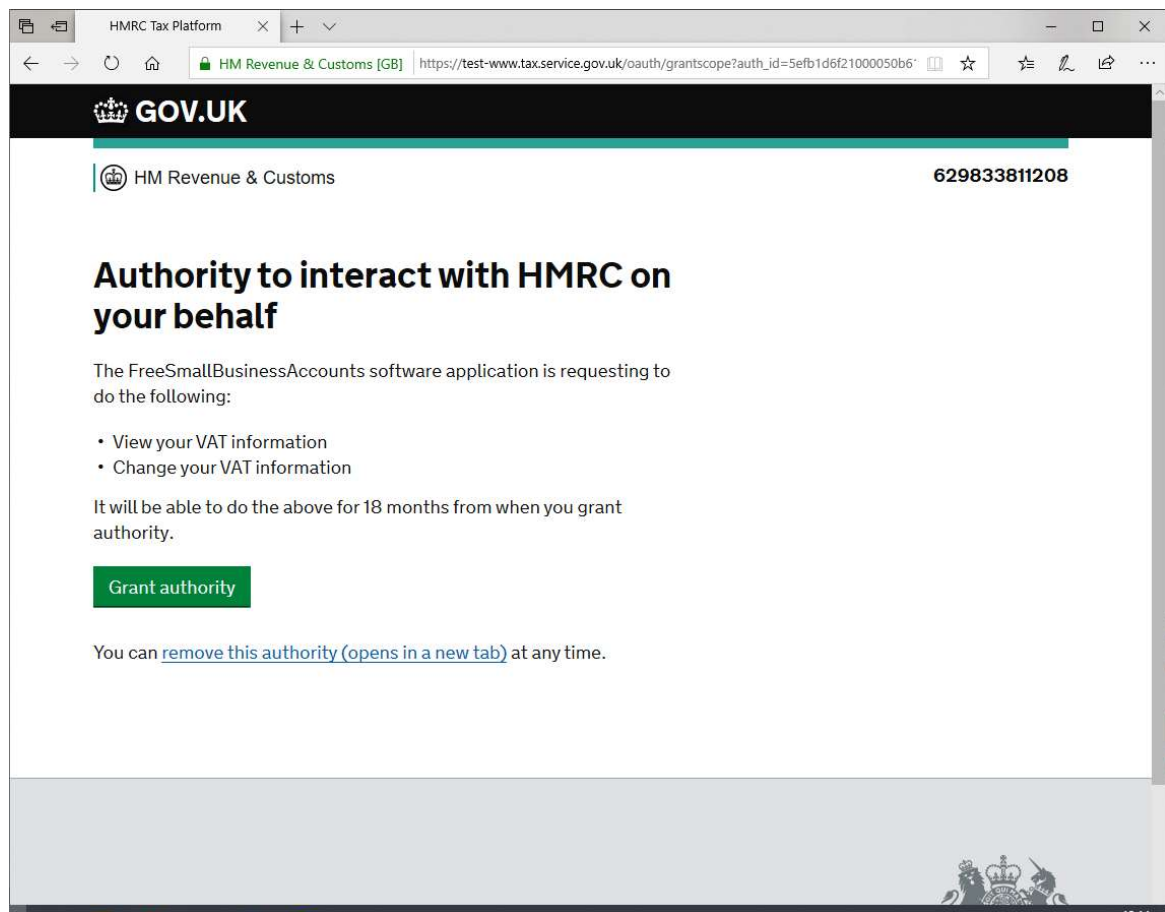 HMRC Tax Platform
HM Revenue & Customs [GB] https://test-www.tax.service.gov.uk/oauth/grantscope?auth_id=5efb1d6f21000050b6
GOV.UK
HM Revenue & Customs 629833811208
Authority to interact with HMRC on
your behalf
The FreeSmallBusinessAccounts software application is requesting to
do the following:
• View your VAT information
• Change your VAT information
It will be able to do the above for 18 months from when you grant
authority.
Grant authority
You can remove this authority (opens in a new tab) at any time.